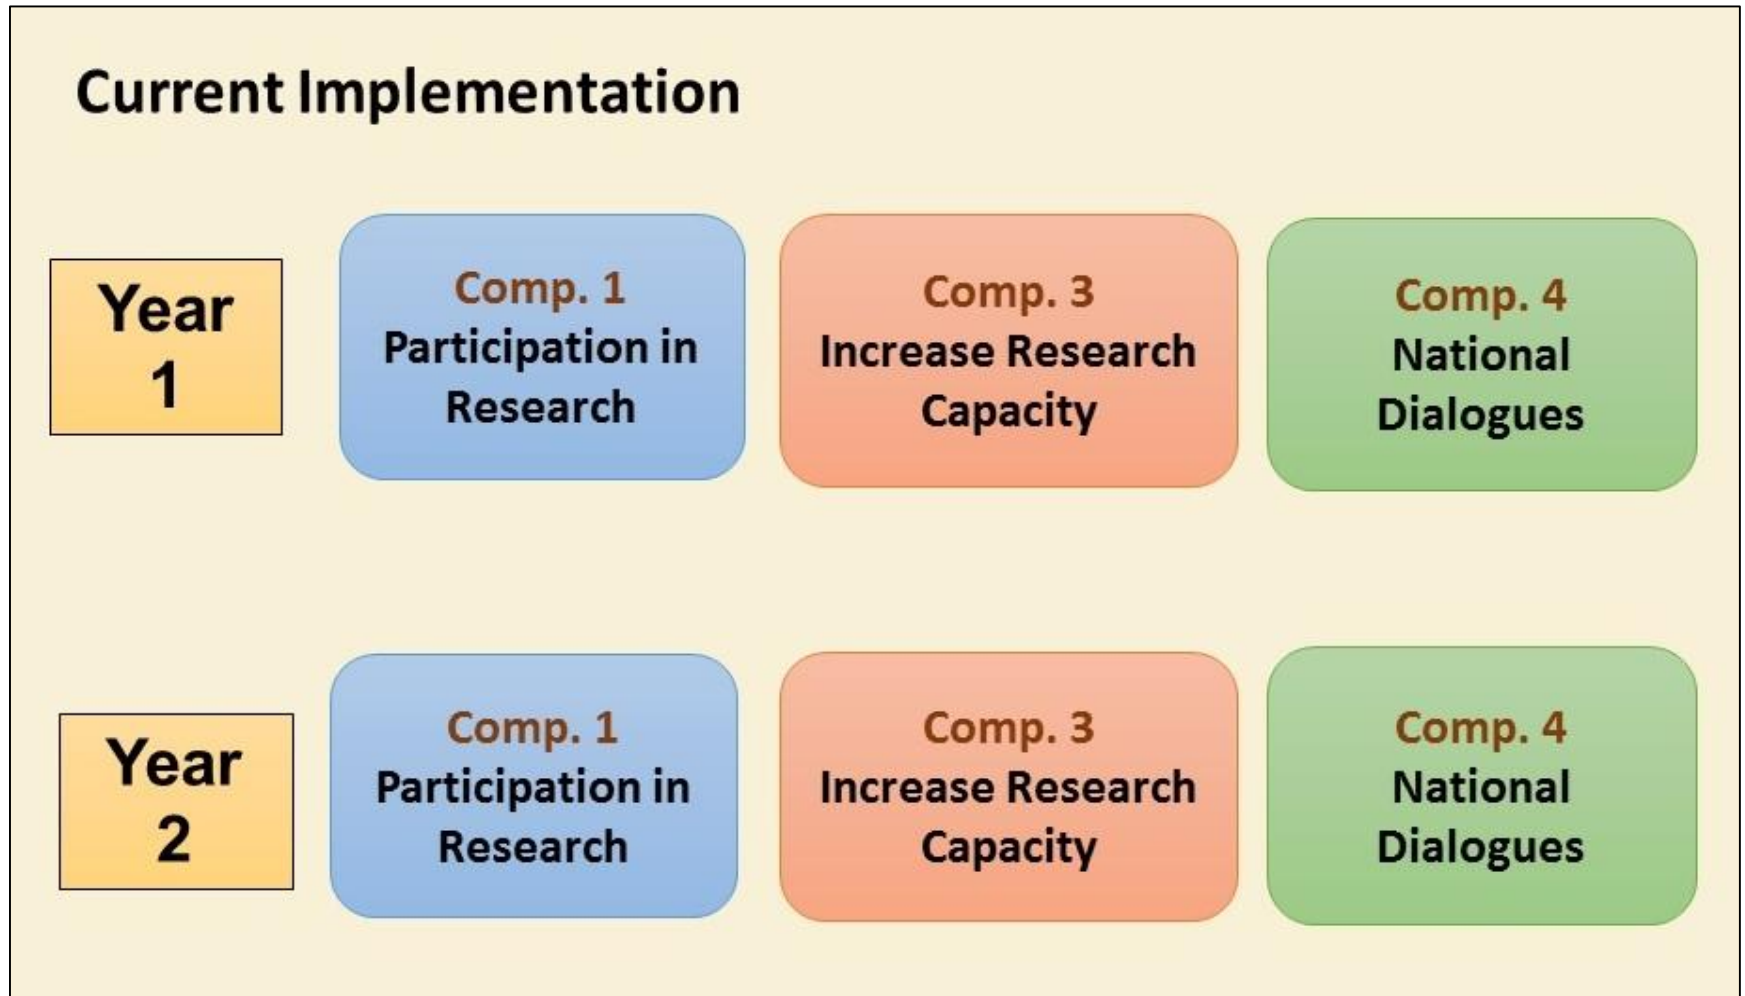 Current Implementation
Year
1
Comp. 1
Participation in
Research
Comp. 3
Increase Research
Capacity
Comp. 4
National
Dialogues
Year
2
Comp. 1
Participation in
Research
Comp. 3
Increase Research
Capacity
Comp. 4
National
Dialogues